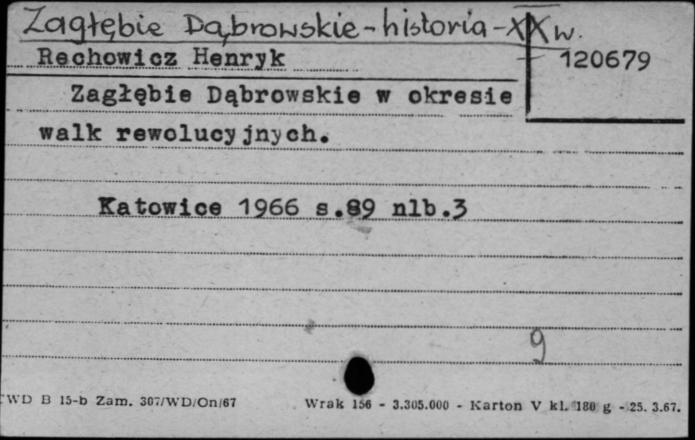 Zagłębie Dąbrowskie - historia - XX w.
Rechowicz Henryk
120679
Zagłębie Dąbrowskie w okresie
walk rewolucyjnych.
Katowice 1966 s.89 nlb.3
9
WD B 15-b Zam. 307/WD/On/67 Wrak 156 - 3.305.000 - Karton V kl. 180 g - 25. 3.67.